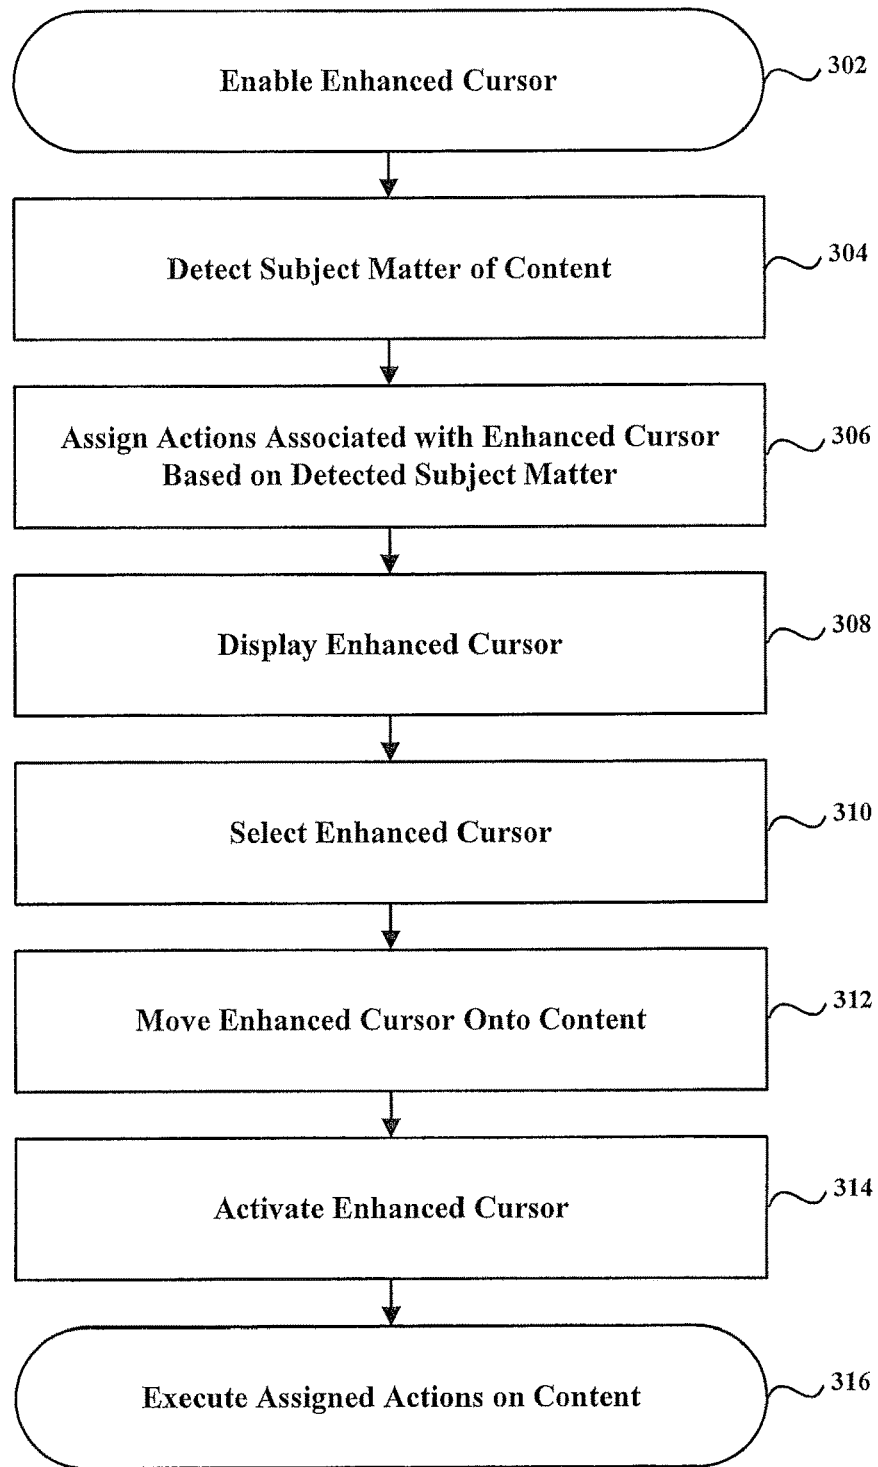 Enable Enhanced Cursor
302
Detect Subject Matter of Content
304
Assign Actions Associated with Enhanced Cursor
Based on Detected Subject Matter
306
Display Enhanced Cursor
308
Select Enhanced Cursor
310
Move Enhanced Cursor Onto Content
312
Activate Enhanced Cursor
314
Execute Assigned Actions on Content
316